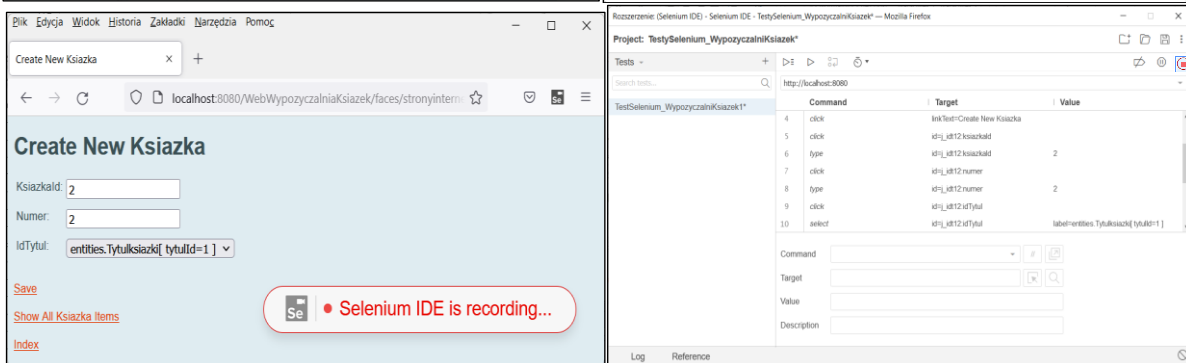 Plik Edycja Widok Historia Zakładki Narzędzia Pomoc
Create New Ksiazka
localhost:8080/WebWypozyczalniaKsiazek/faces/stronyintern
Create New Ksiazka
KsiazkaId: 2
Numer: 2
IdTytul: entities.Tytulksiazki[ tytulId=1 ]
Save
Show All Ksiazka Items
Index
Se Selenium IDE is recording...
Rozszerzenie: (Selenium IDE) - Selenium IDE - TestySelenium_WypozyczalniKsiazek* — Mozilla Firefox
Project: TestySelenium_WypozyczalniKsiazek*
Tests
Search tests...
http://localhost:8080
TestSelenium_WypozyczalniKsiazek1*
Command Target Value
4 click linkText=Create New Ksiazka
5 click id=j_idt12:ksiazkaId
6 type id=j_idt12:ksiazkaId 2
7 click id=j_idt12:numer
8 type id=j_idt12:numer 2
9 click id=j_idt12:idTytul
10 select id=j_idt12:idTytul label=entities.Tytulksiazki[ tytulId=1 ]
Command //
Target
Value
Description
Log Reference